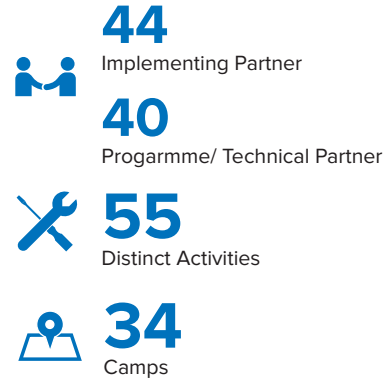 44
Implementing Partner
40
Progarmme/ Technical Partner
55
Distinct Activities
34
Camps